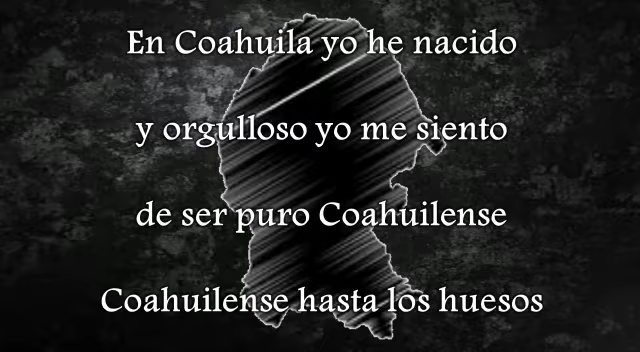 En Coahuila yo he nacido
y orgulloso yo me siento
de ser puro Coahuilense
Coahuilense hasta los huesos